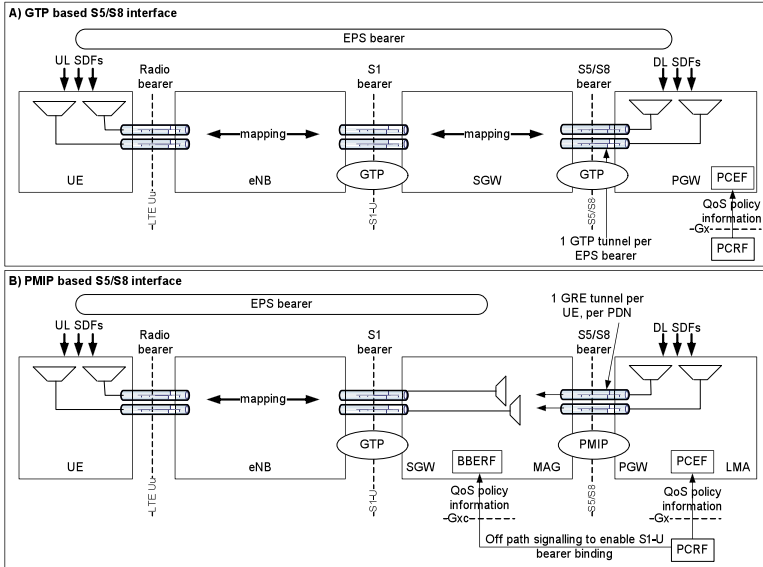 A) GTP based S5/S8 interface
EPS bearer
UL SDFs
Radio
bearer
S1
bearer
S5/S8
bearer
DL SDFs
mapping
mapping
GTP
GTP
UE
eNB
SGW
PGW
PCEF
LTE Uu
S1-U
S5/S8
QoS policy
information
Gx
PCRF
1 GTP tunnel per
EPS bearer
B) PMIP based S5/S8 interface
EPS bearer
1 GRE tunnel per
UE, per PDN
UL SDFs
Radio
bearer
S1
bearer
S5/S8
bearer
DL SDFs
mapping
GTP
PMIP
UE
eNB
SGW
BBERF
MAG
PGW
PCEF
LMA
LTE Uu
S1-U
S5/S8
QoS policy
information
Gxc
QoS policy
information
Gx
Off path signalling to enable S1-U
bearer binding
PCRF